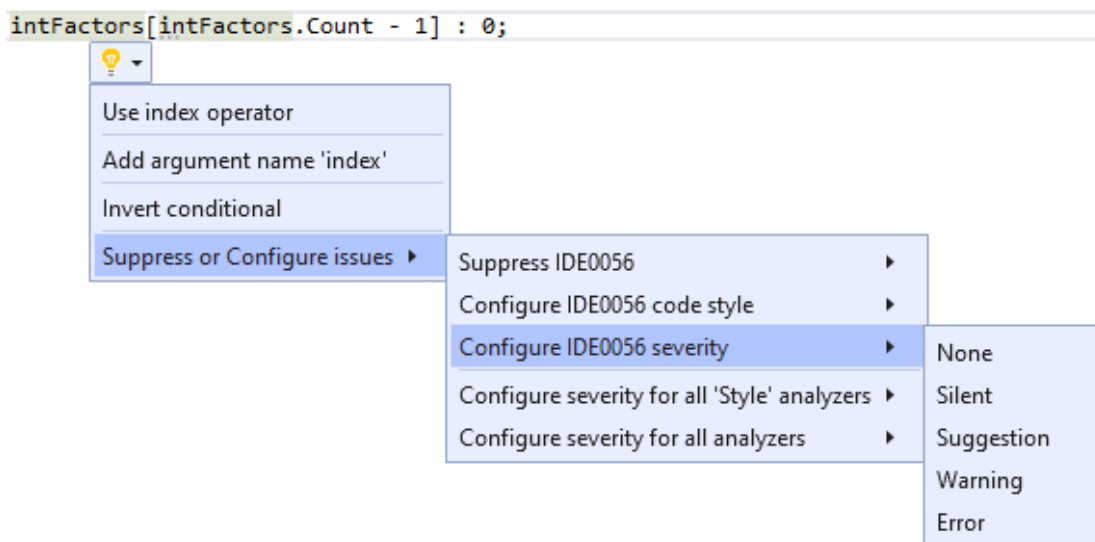 intFactors[intFactors.Count - 1] : 0;
Use index operator
Add argument name 'index'
Invert conditional
Suppress or Configure issues
Suppress IDE0056
Configure IDE0056 code style
Configure IDE0056 severity
Configure severity for all 'Style' analyzers
Configure severity for all analyzers
None
Silent
Suggestion
Warning
Error